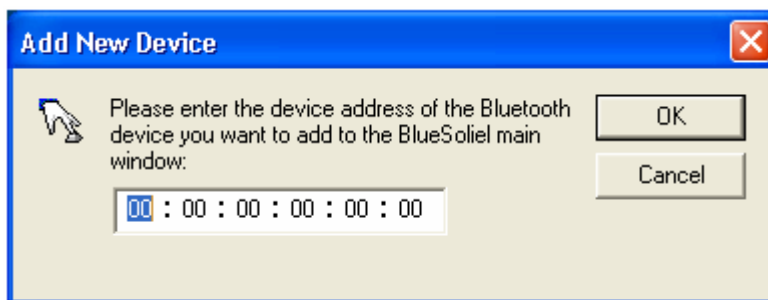 Add New Device
Please enter the device address of the Bluetooth
device you want to add to the BlueSoliel main
window:
00 : 00 : 00 : 00 : 00 : 00
OK
Cancel